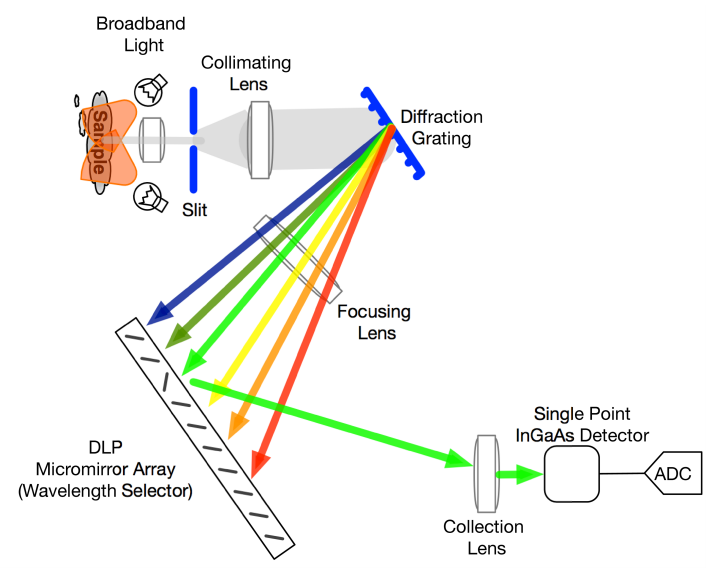 Broadband
Light
Collimating
Lens
Sample
Diffraction
Grating
Slit
Focusing
Lens
DLP
Micromirror Array
(Wavelength Selector)
Single Point
InGaAs Detector
ADC
Collection
Lens